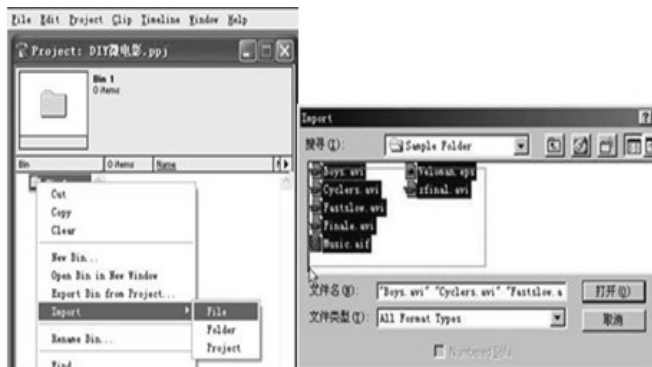 File Edit Project Clip Timeline Window Help
Project: DIY微电影.ppj
Bin 1
0 items
Bin 0 items Name
Cut
Copy
Clear
New Bin...
Open Bin in New Window
Export Bin from Project...
Import File
Folder
Project
Rename Bin...
Find
Import
搜寻(I): Sample Folder
Boys.avi Veloman.eps
Cyclers.avi zfinal.avi
Fastslow.avi
Finale.avi
Music.aif
文件名(N): "Boys.avi" "Cyclers.avi" "Fastslow.a
打开(O)
文件类型(T): All Format Types
取消
Numbered Stills